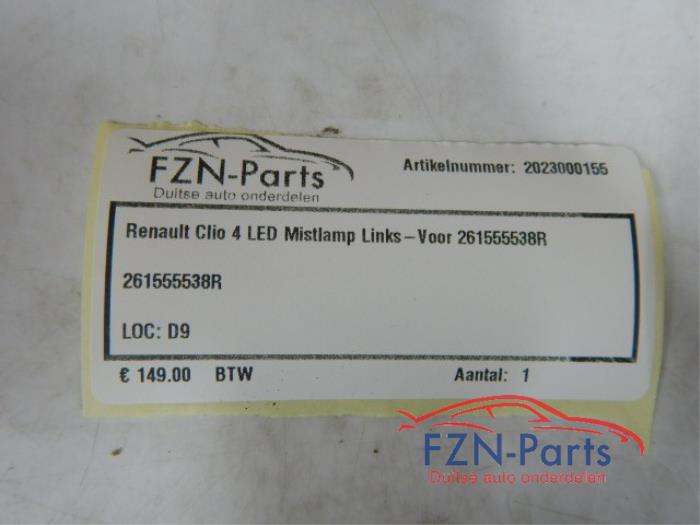 FZN-Parts
Duitse auto onderdelen
Artikelnummer: 2023000155
Renault Clio 4 LED Mistlamp Links-Voor 261555538R
261555538R
LOC: D9
€ 149.00 BTW
Aantal: 1
FZN-Parts
Duitse auto onderdelen